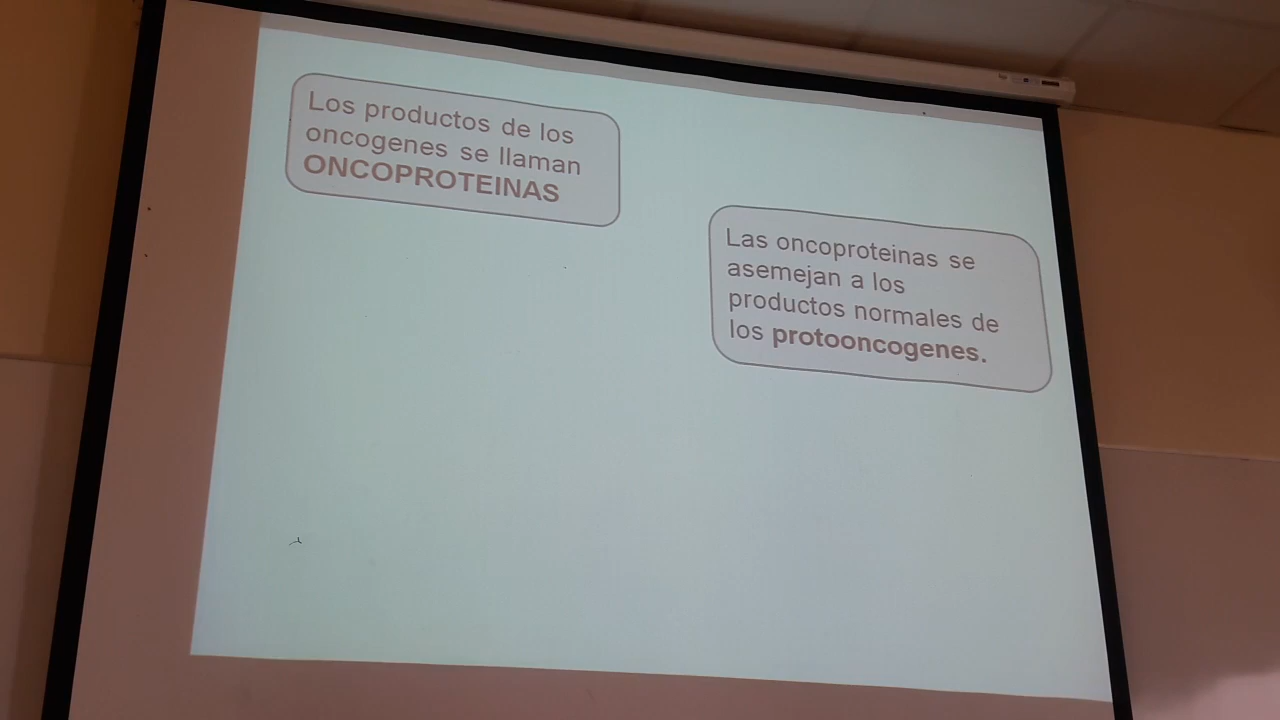 Los productos de los
oncogenes se llaman
ONCOPROTEINAS
Las oncoproteinas se
asemejan a los
productos normales de
los protooncogenes.